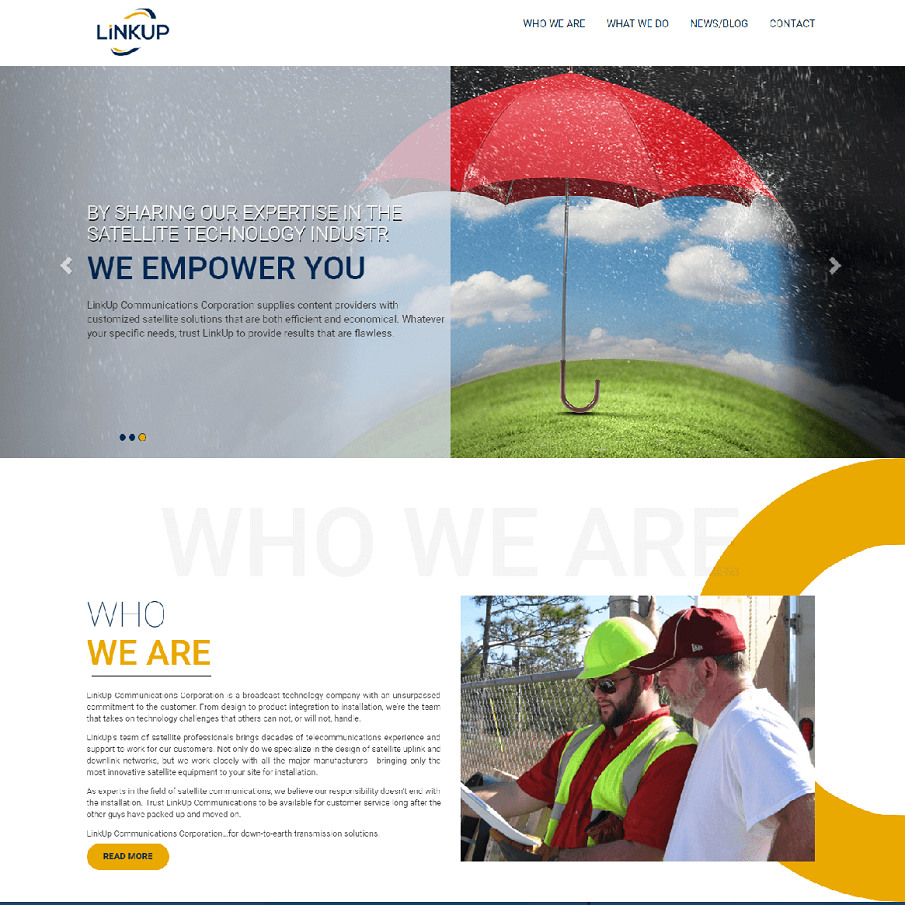 LiNKUP
WHO WE ARE
WHAT WE DO
NEWS/BLOG
CONTACT
BY SHARING OUR EXPERTISE IN THE
SATELLITE TECHNOLOGY INDUSTR
WE EMPOWER YOU
LinkUp Communications Corporation supplies content providers with
customized satellite solutions that are both efficient and economical. Whatever
your specific needs, trust LinkUp to provide results that are flawless.
WHO WE ARE
WHO
WE ARE
LinkUp Communications Corporation is a broadcast technology company with an unsurpassed
commitment to the customer. From design to product integration to installation, we're the team
that takes on technology challenges that others can not, or will not, handle.
LinkUp's team of satellite professionals brings decades of telecommunications experience and
support to work for our customers. Not only do we specialize in the design of satellite uplink and
downlink networks, but we work closely with all the major manufacturers - bringing only the
most innovative satellite equipment to your site for installation.
As experts in the field of satellite communications, we believe our responsibility doesn't end with
the installation. Trust LinkUp Communications to be available for customer service long after the
other guys have packed up and moved on.
LinkUp Communications Corporation...for down-to-earth transmission solutions.
READ MORE